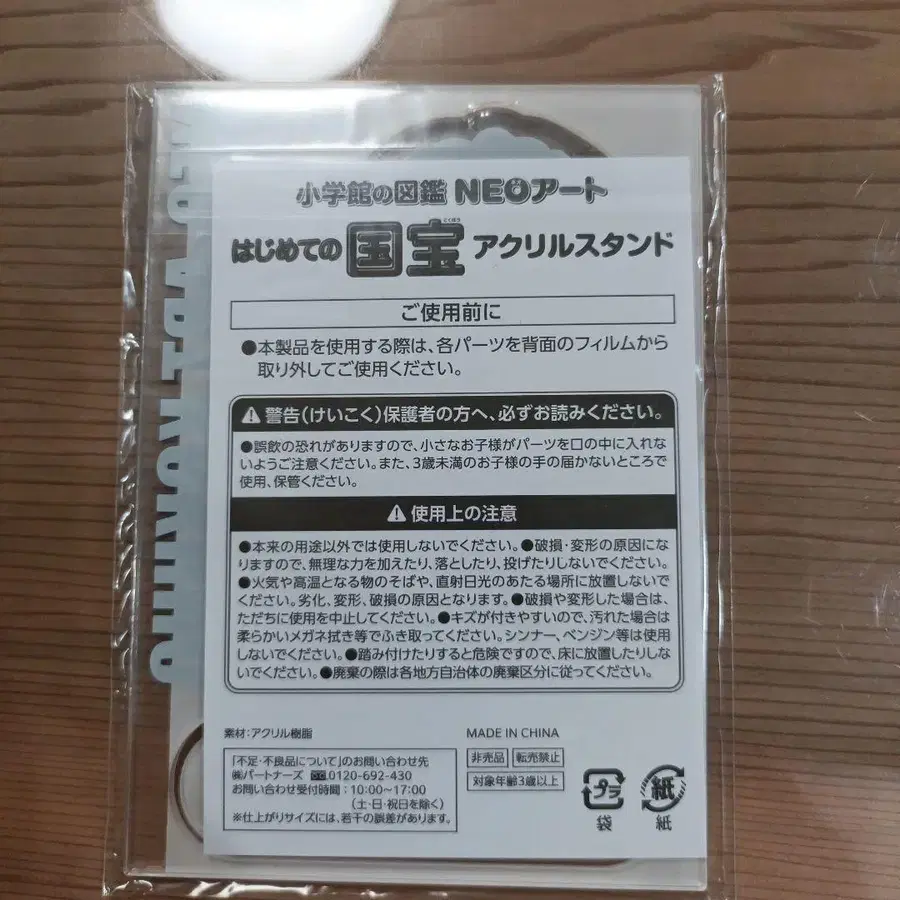 小学館の図鑑 NEOアート
はじめての国宝アクリルスタンド
こくほう
ご使用前に
●本製品を使用する際は、各パーツを背面のフィルムから
取り外してご使用ください。
⚠警告(けいこく)保護者の方へ、必ずお読みください。
●誤飲の恐れがありますので、小さなお子様がパーツを口の中に入れな
いようご注意ください。また、3歳未満のお子様の手の届かないところで
使用、保管ください。
⚠使用上の注意
●本来の用途以外では使用しないでください。●破損・変形の原因にな
りますので、無理な力を加えたり、落としたり、投げたりしないでください。
●火気や高温となる物のそばや、直射日光のあたる場所に放置しないで
ください。劣化、変形、破損の原因となります。●破損や変形した場合は、
ただちに使用を中止してください。●キズが付きやすいので、汚れた場合は
柔らかいメガネ拭き等でふき取ってください。シンナー、ベンジン等は使用
しないでください。●踏み付けたりすると危険ですので、床に放置したりしな
いでください。●廃棄の際は各地方自治体の廃棄区分に従ってください。
素材:アクリル樹脂
「不足・不良品について」のお問い合わせ先
㈱パートナーズ ☎0120-692-430
お問い合わせ受付時間:10:00〜17:00
(土・日・祝日を除く)
※仕上がりサイズには、若干の誤差があります。
MADE IN CHINA
非売品 転売禁止
対象年齢3歳以上
プラ
袋
紙
紙